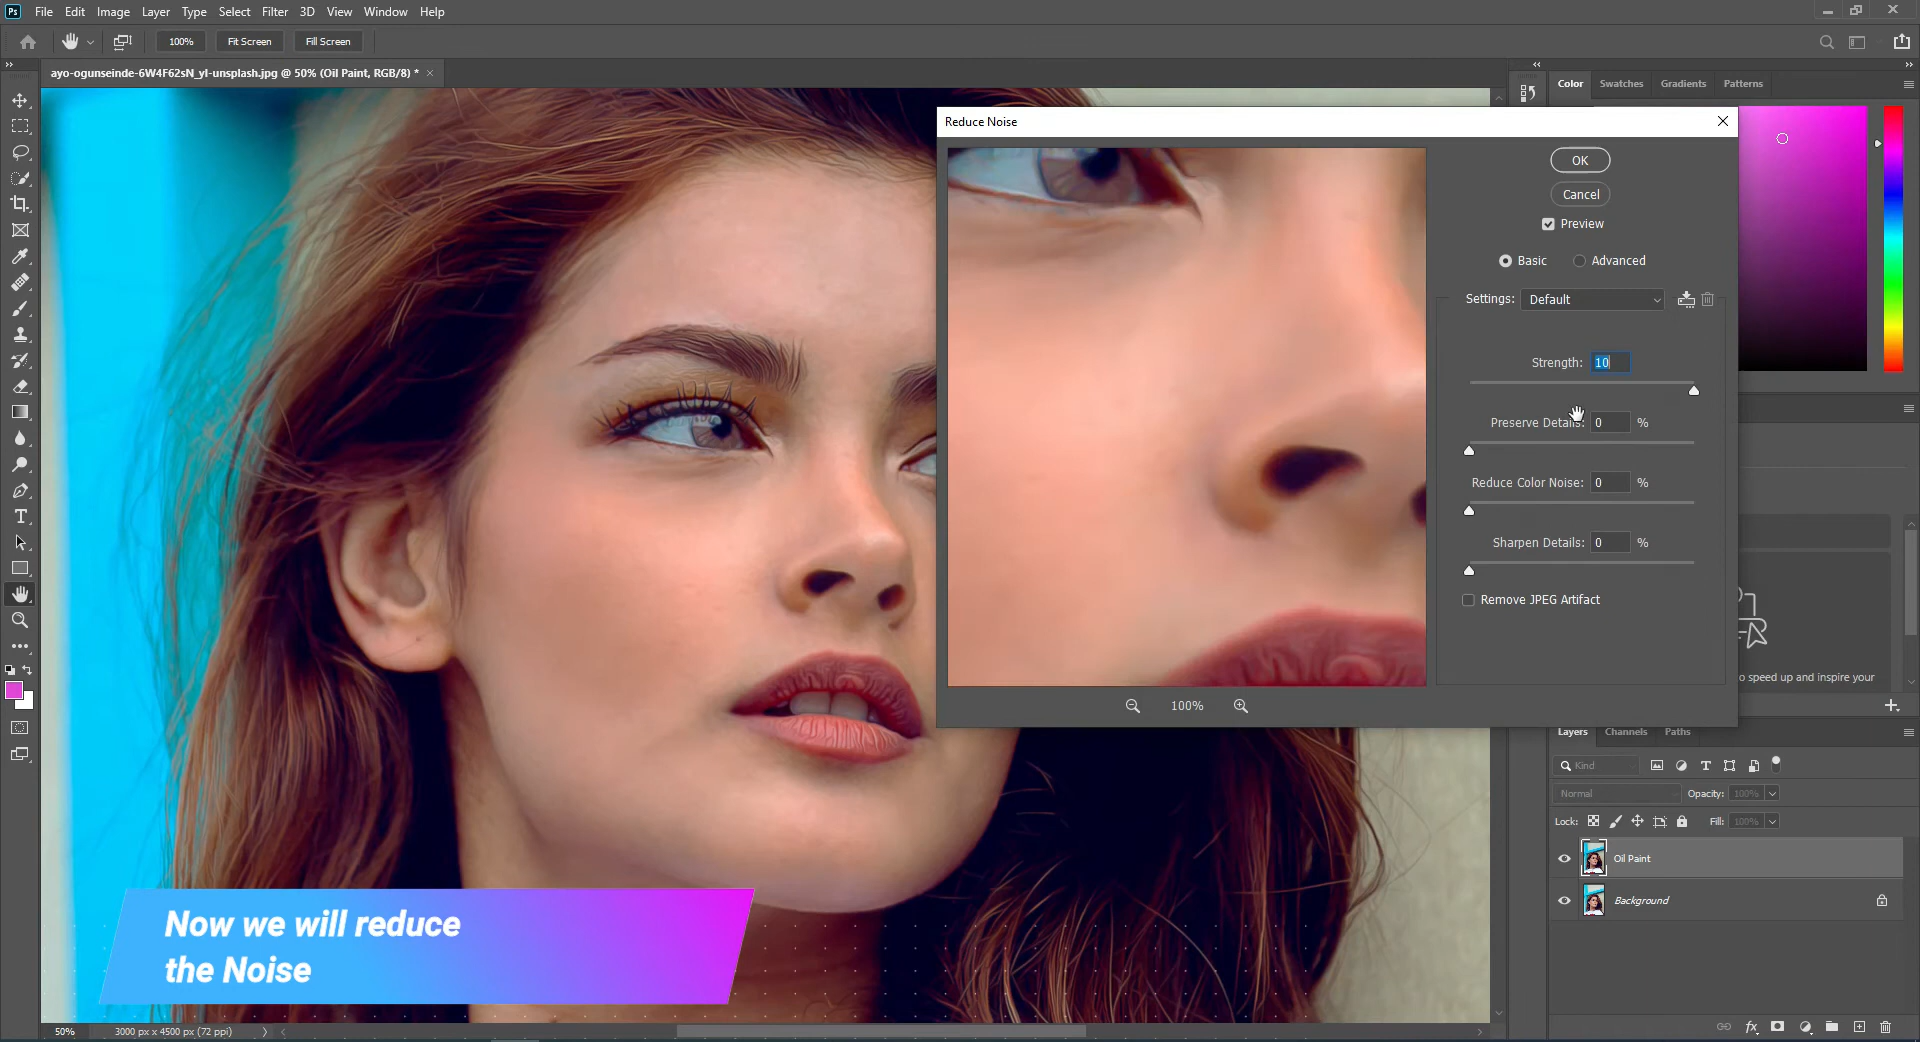 Ps File Edit Image Layer Type Select Filter 3D View Window Help
100% Fit Screen Fill Screen
ayo-ogunseinde-6W4F62sN_yI-unsplash.jpg @ 50% (Oil Paint, RGB/8) *
Color Swatches Gradients Patterns
Reduce Noise
OK
Cancel
Preview
Basic Advanced
Settings: Default
Strength: 10
Preserve Details: 0 %
Reduce Color Noise: 0 %
Sharpen Details: 0 %
Remove JPEG Artifact
100%
o speed up and inspire your
Layers Channels Paths
Kind
Normal Opacity: 100%
Lock: Fill: 100%
Oil Paint
Background
Now we will reduce
the Noise
50% 3000 px x 4500 px (72 ppi)